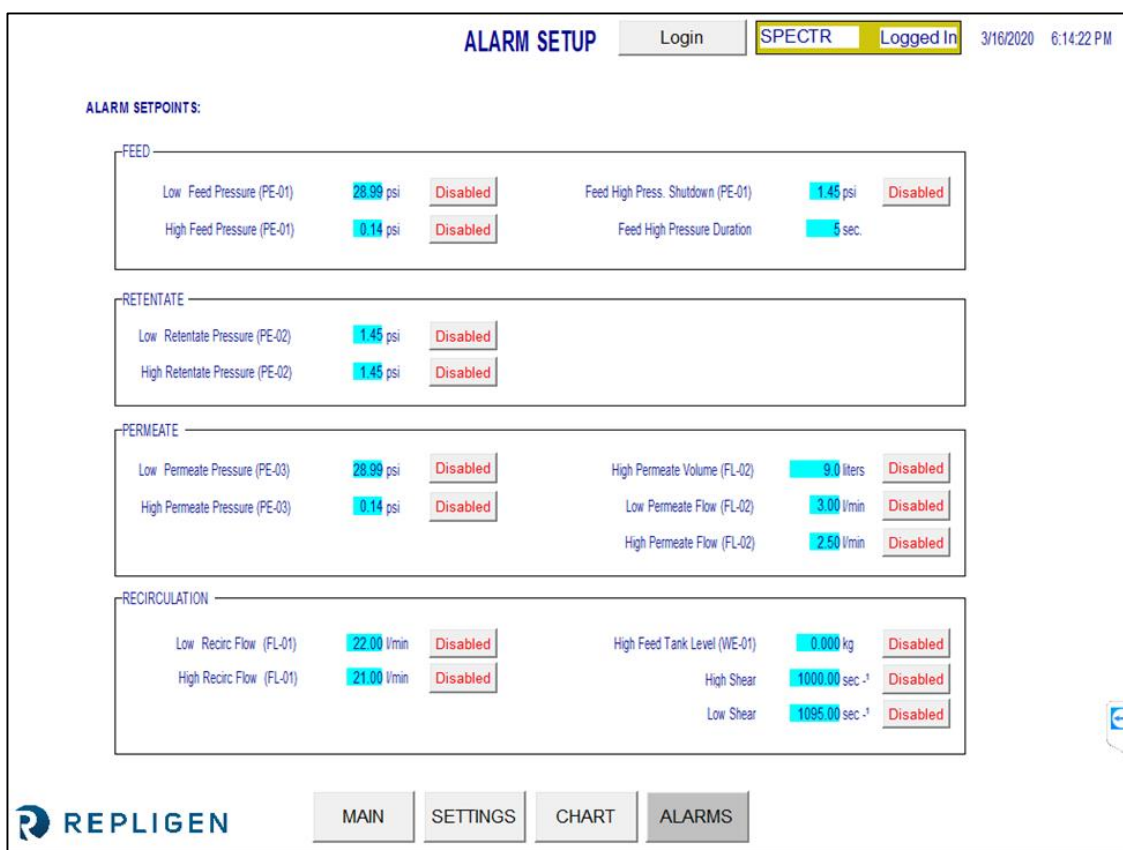 ALARM SETUP Login SPECTR Logged In 3/16/2020 6:14:22 PM
ALARM SETPOINTS:
FEED
Low Feed Pressure (PE-01) 28.99 psi Disabled Feed High Press. Shutdown (PE-01) 1.45 psi Disabled
High Feed Pressure (PE-01) 0.14 psi Disabled Feed High Pressure Duration 5 sec.
RETENTATE
Low Retentate Pressure (PE-02) 1.45 psi Disabled
High Retentate Pressure (PE-02) 1.45 psi Disabled
PERMEATE
Low Permeate Pressure (PE-03) 28.99 psi Disabled High Permeate Volume (FL-02) 9.0 liters Disabled
High Permeate Pressure (PE-03) 0.14 psi Disabled Low Permeate Flow (FL-02) 3.00 l/min Disabled
High Permeate Flow (FL-02) 2.50 l/min Disabled
RECIRCULATION
Low Recirc Flow (FL-01) 22.00 l/min Disabled High Feed Tank Level (WE-01) 0.000 kg Disabled
High Recirc Flow (FL-01) 21.00 l/min Disabled High Shear 1000.00 sec -¹ Disabled
Low Shear 1095.00 sec -¹ Disabled
REPLIGEN MAIN SETTINGS CHART ALARMS